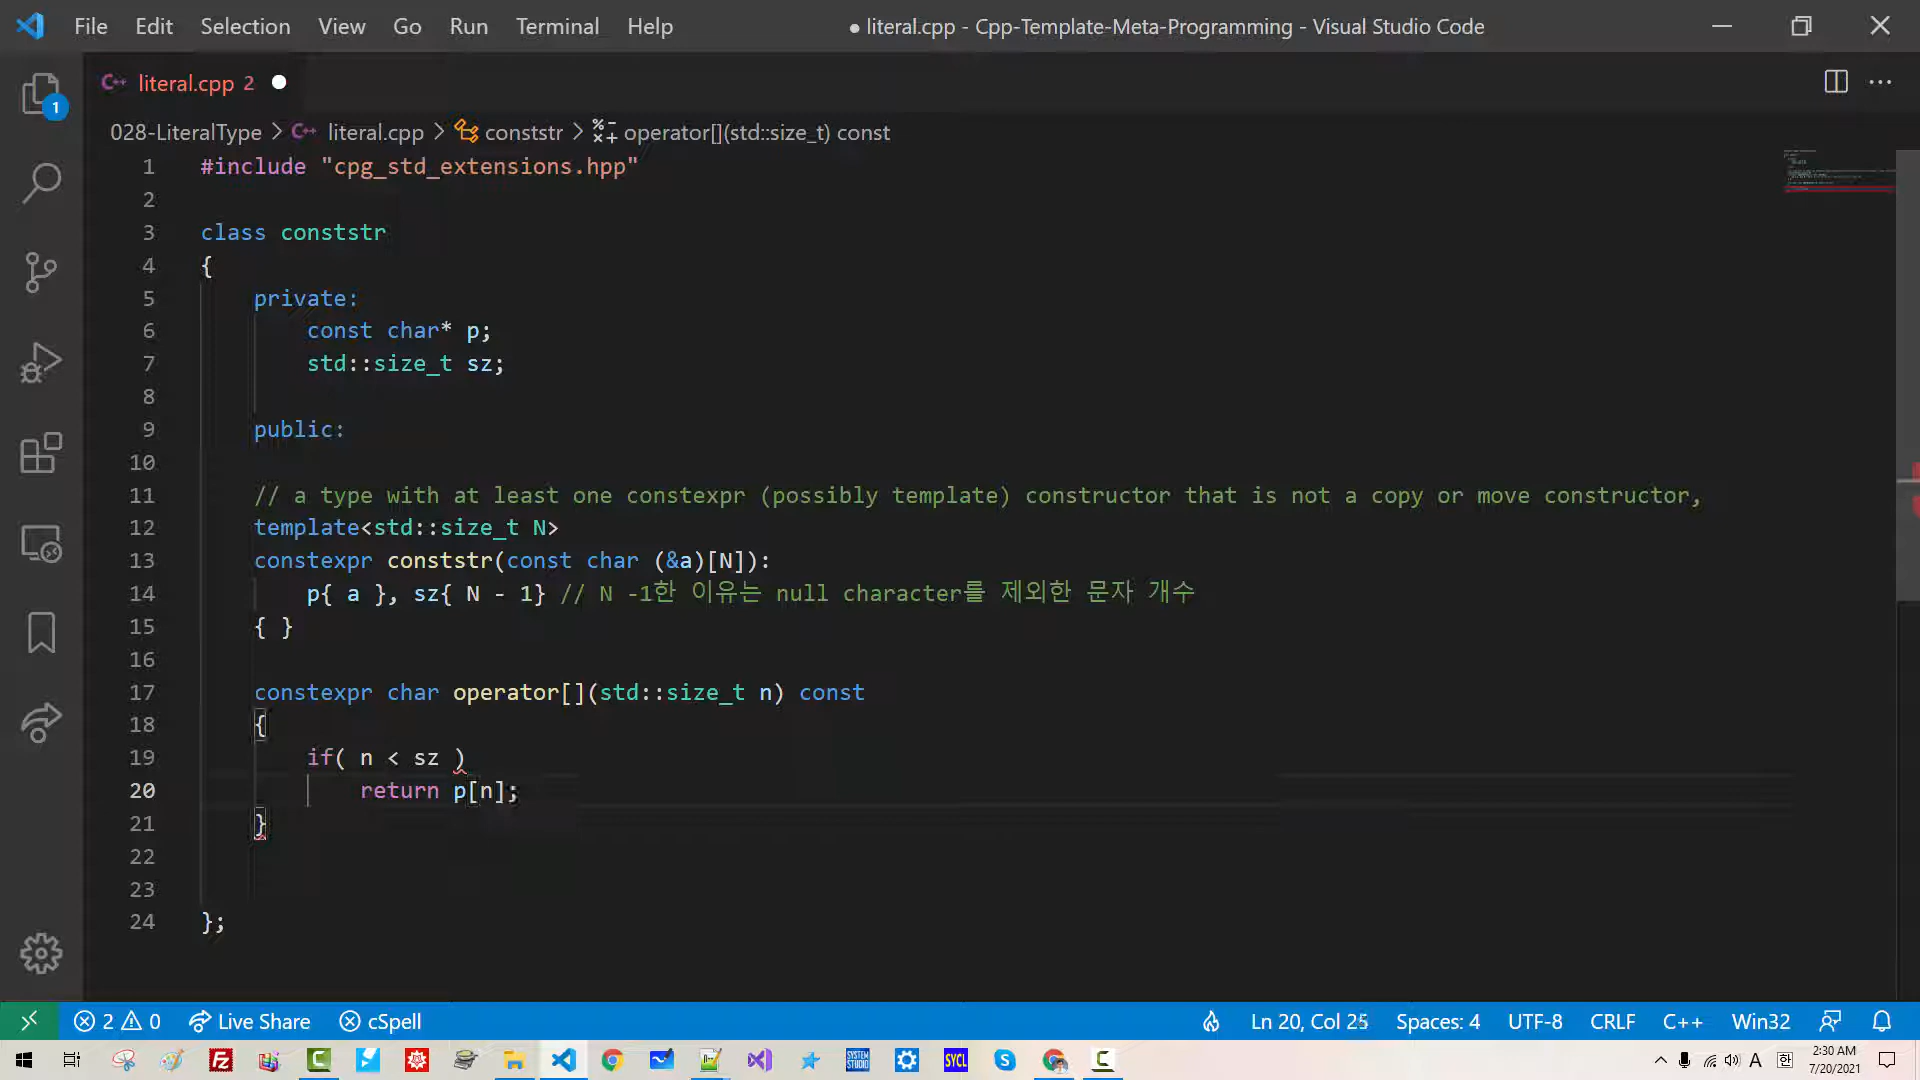 File Edit Selection View Go Run Terminal Help
● literal.cpp - Cpp-Template-Meta-Programming - Visual Studio Code
literal.cpp 2
1
028-LiteralType > literal.cpp > conststr > operator[](std::size_t) const
1 #include "cpg_std_extensions.hpp"
2
3 class conststr
4 {
5 private:
6 const char* p;
7 std::size_t sz;
8
9 public:
10
11 // a type with at least one constexpr (possibly template) constructor that is not a copy or move constructor,
12 template<std::size_t N>
13 constexpr conststr(const char (&a)[N]):
14 p{ a }, sz{ N - 1} // N -1한 이유는 null character를 제외한 문자 개수
15 { }
16
17 constexpr char operator[](std::size_t n) const
18 {
19 if( n < sz )
20 return p[n];
21 }
22
23
24 };
2 0 Live Share cSpell Ln 20, Col 25 Spaces: 4 UTF-8 CRLF C++ Win32
SYSTEM STUDIO SYCL A 한 2:30 AM
7/20/2021